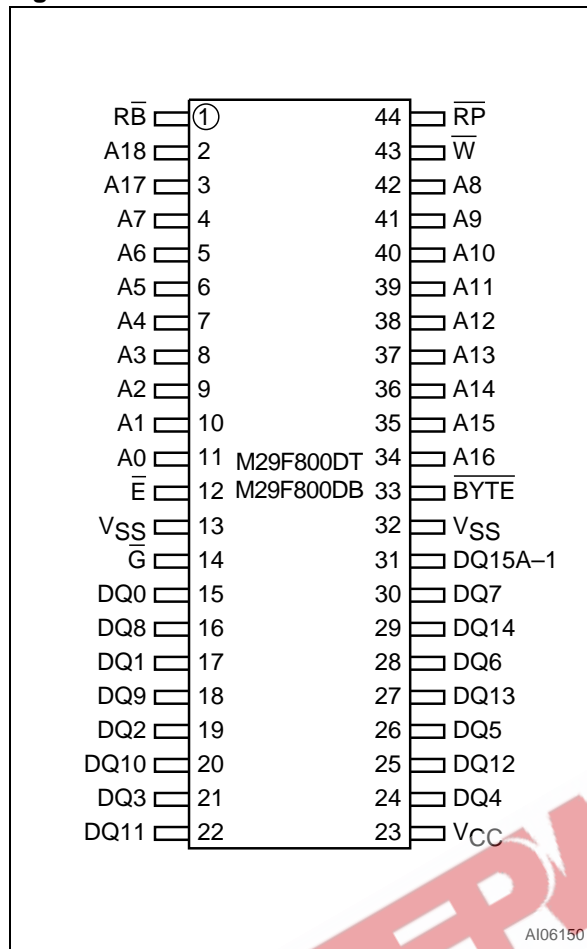 RB̅ 1 44 R̅P̅
A18 2 43 W̅
A17 3 42 A8
A7 4 41 A9
A6 5 40 A10
A5 6 39 A11
A4 7 38 A12
A3 8 37 A13
A2 9 36 A14
A1 10 35 A15
A0 11 M29F800DT 34 A16
E̅ 12 M29F800DB 33 B̅Y̅T̅E̅
VSS 13 32 VSS
G̅ 14 31 DQ15A–1
DQ0 15 30 DQ7
DQ8 16 29 DQ14
DQ1 17 28 DQ6
DQ9 18 27 DQ13
DQ2 19 26 DQ5
DQ10 20 25 DQ12
DQ3 21 24 DQ4
DQ11 22 23 VCC
AI06150